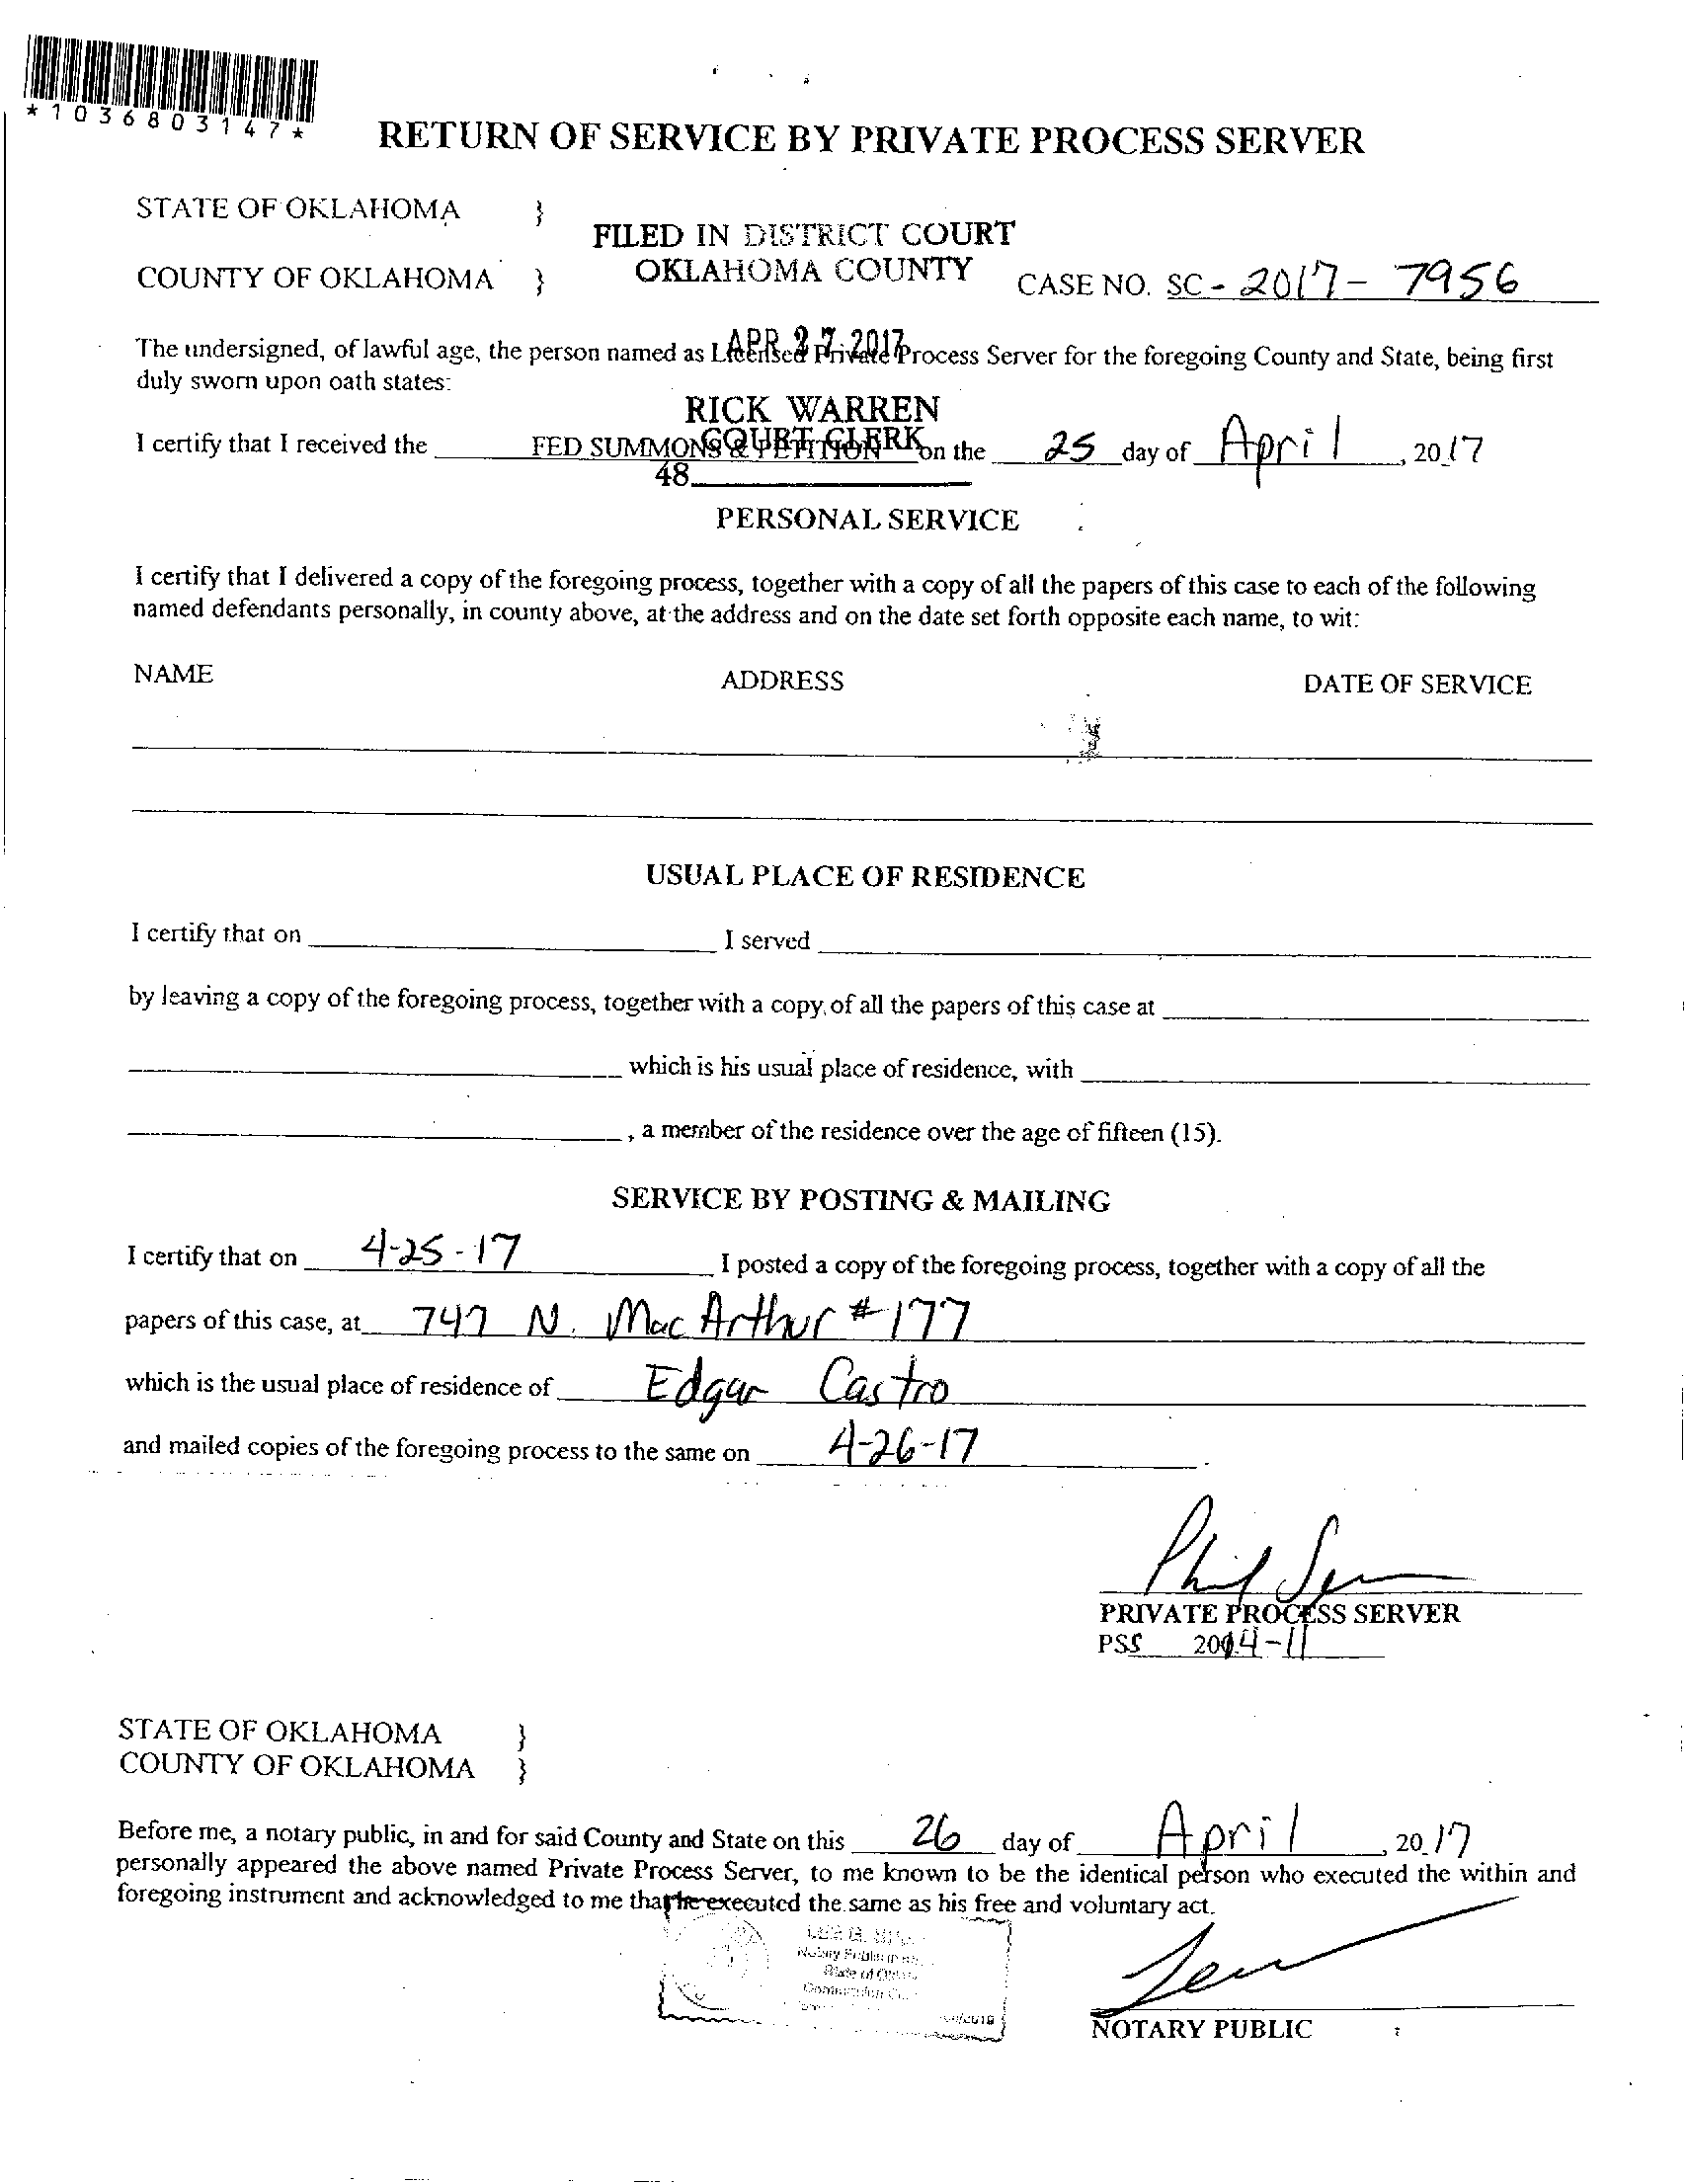 *1036803147*
RETURN OF SERVICE BY PRIVATE PROCESS SERVER
STATE OF OKLAHOMA }
FILED IN DISTRICT COURT
OKLAHOMA COUNTY
COUNTY OF OKLAHOMA } CASE NO. SC - 2017 - 7956
APR 27 2017
The undersigned, of lawful age, the person named as Licensed Private Process Server for the foregoing County and State, being first
duly sworn upon oath states:
RICK WARREN
COURT CLERK
I certify that I received the FED SUMMONS & PETITION on the 25 day of April, 2017
48
PERSONAL SERVICE
I certify that I delivered a copy of the foregoing process, together with a copy of all the papers of this case to each of the following
named defendants personally, in county above, at the address and on the date set forth opposite each name, to wit:
NAME ADDRESS DATE OF SERVICE
USUAL PLACE OF RESIDENCE
I certify that on I served
by leaving a copy of the foregoing process, together with a copy of all the papers of this case at
which is his usual place of residence, with
, a member of the residence over the age of fifteen (15).
SERVICE BY POSTING & MAILING
I certify that on 4-25-17 I posted a copy of the foregoing process, together with a copy of all the
papers of this case, at 747 N. MacArthur #177
which is the usual place of residence of Edgar Castro
and mailed copies of the foregoing process to the same on 4-26-17.
PRIVATE PROCESS SERVER
PSS 2004-11
STATE OF OKLAHOMA }
COUNTY OF OKLAHOMA }
Before me, a notary public, in and for said County and State on this 26 day of April, 2017
personally appeared the above named Private Process Server, to me known to be the identical person who executed the within and
foregoing instrument and acknowledged to me that he executed the same as his free and voluntary act.
Notary Public
State of
NOTARY PUBLIC